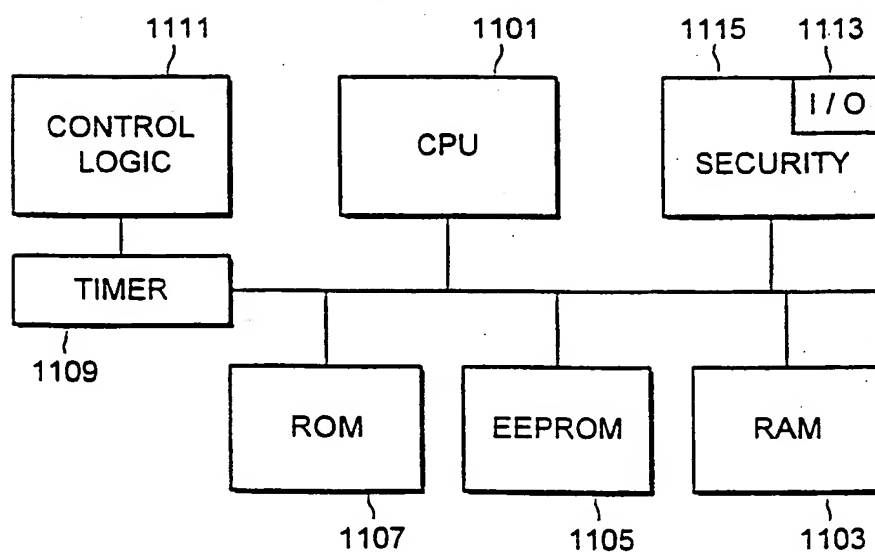 1111
1101
1115
1113
CONTROL
LOGIC
CPU
I / O
SECURITY
TIMER
1109
ROM
EEPROM
RAM
1107
1105
1103